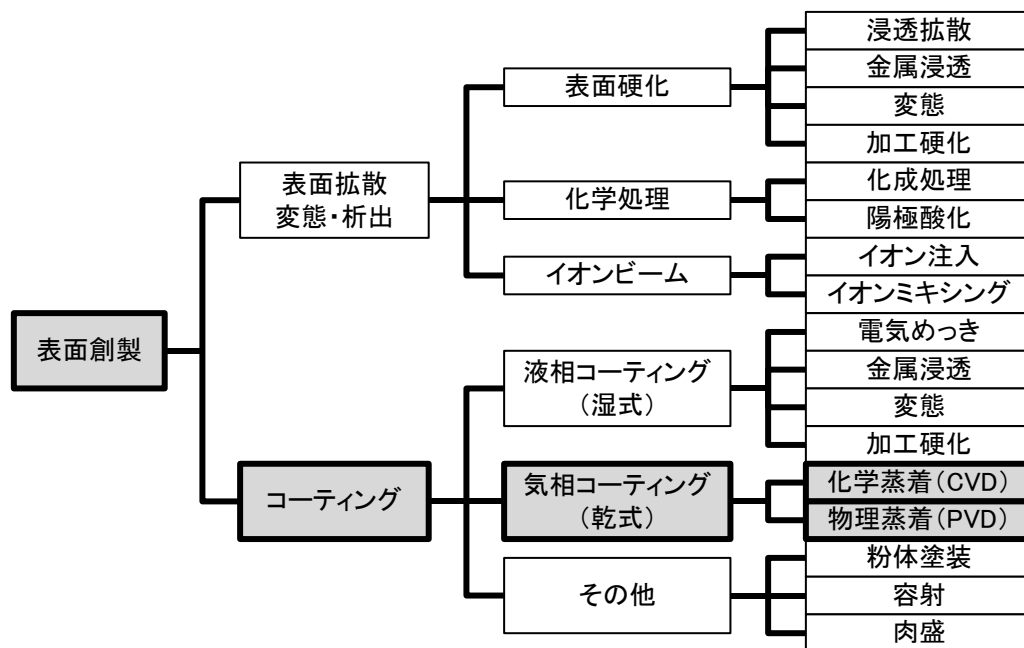 表面創製
表面拡散
変態・析出
コーティング
表面硬化
化学処理
イオンビーム
液相コーティング
（湿式）
気相コーティング
（乾式）
その他
浸透拡散
金属浸透
変態
加工硬化
化成処理
陽極酸化
イオン注入
イオンミキシング
電気めっき
金属浸透
変態
加工硬化
化学蒸着（CVD）
物理蒸着（PVD）
粉体塗装
容射
肉盛